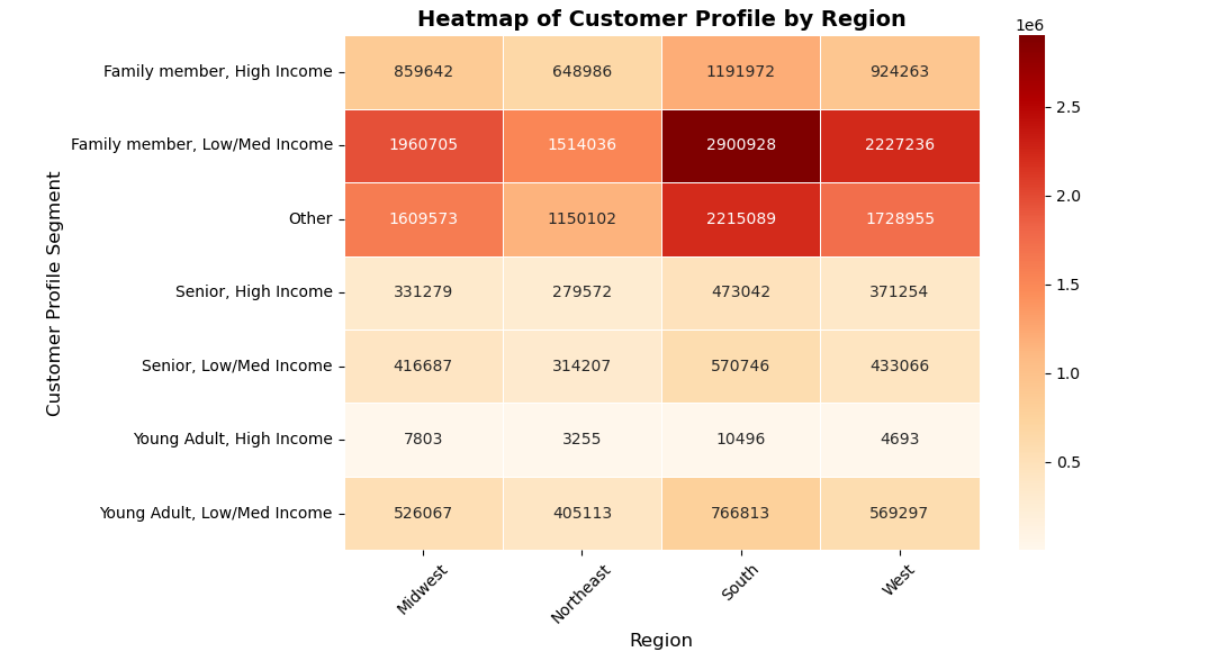 Heatmap of Customer Profile by Region
1e6
Family member, High Income 859642 648986 1191972 924263
2.5
Family member, Low/Med Income 1960705 1514036 2900928 2227236
2.0
Other 1609573 1150102 2215089 1728955
1.5
Customer Profile Segment
Senior, High Income 331279 279572 473042 371254
Senior, Low/Med Income 416687 314207 570746 433066
1.0
Young Adult, High Income 7803 3255 10496 4693
0.5
Young Adult, Low/Med Income 526067 405113 766813 569297
Midwest Northeast South West
Region